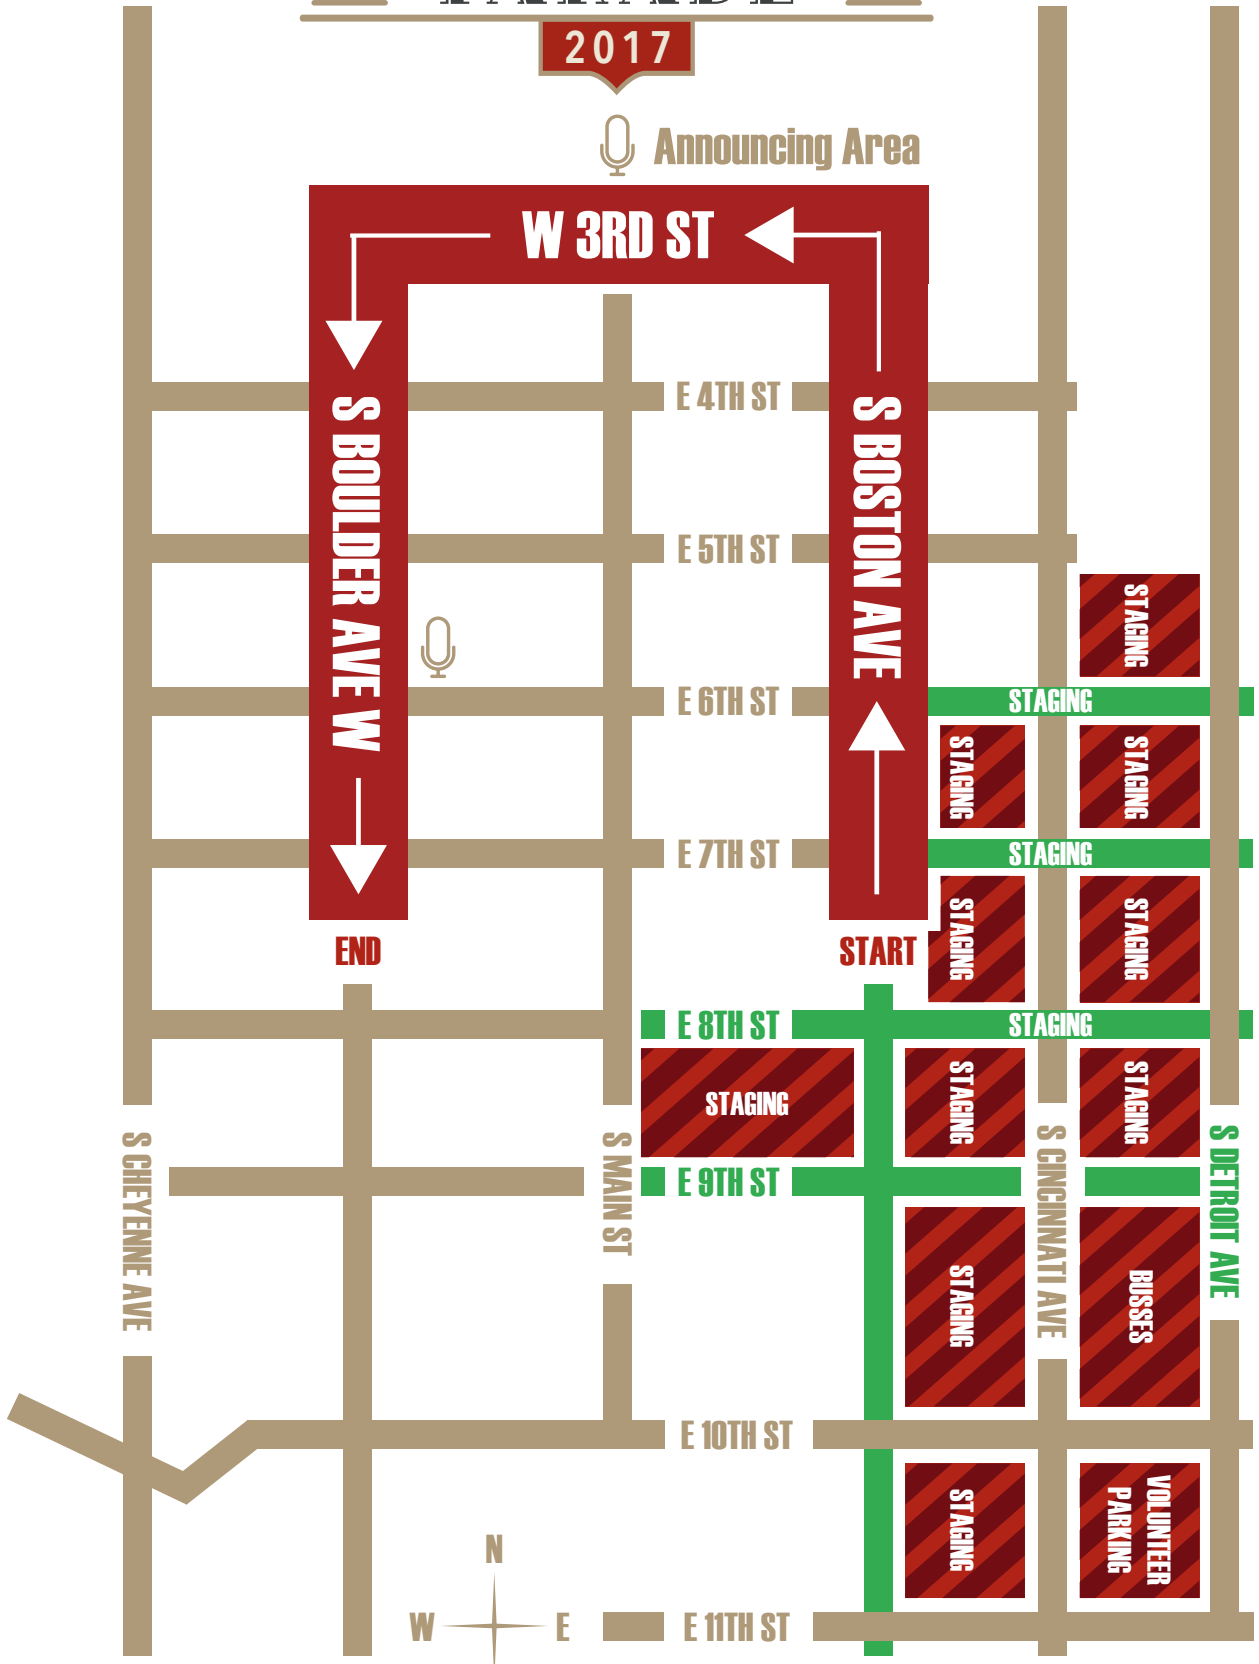 2017
Announcing Area
W 3RD ST
E 4TH ST
S BOULDER AVE W
S BOSTON AVE
E 5TH ST
STAGING
E 6TH ST
STAGING
STAGING
STAGING
E 7TH ST
STAGING
STAGING
STAGING
END
START
E 8TH ST
STAGING
STAGING
STAGING
STAGING
E 9TH ST
S CHEYENNE AVE
S MAIN ST
S CINCINNATI AVE
S DETROIT AVE
STAGING
BUSSES
E 10TH ST
STAGING
VOLUNTEER
PARKING
N
W
E
E 11TH ST